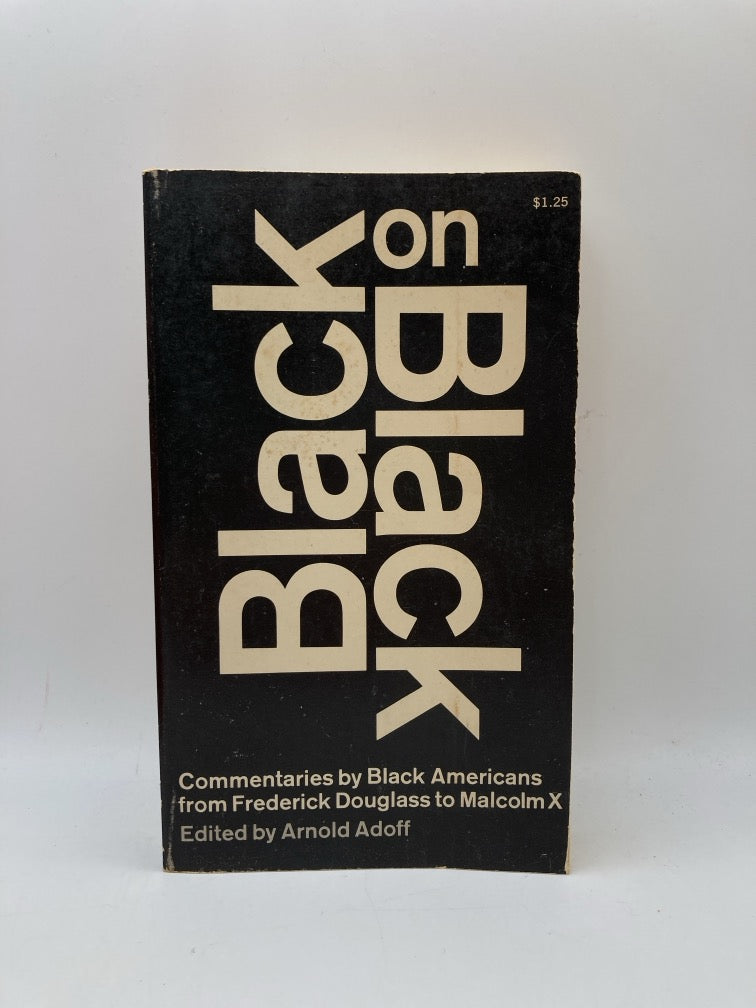 $1.25
Black
on
Black
Commentaries by Black Americans
from Frederick Douglass to Malcolm X
Edited by Arnold Adoff